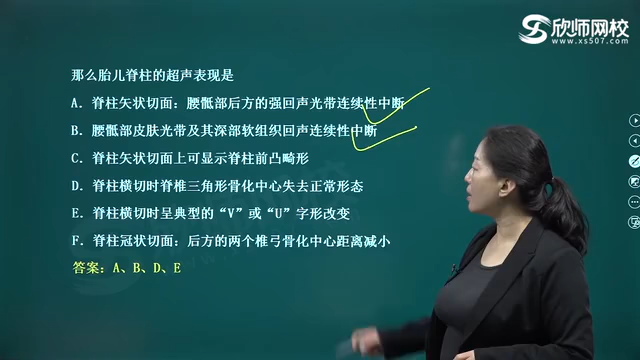 欣师网校
www.xs507.com
那么胎儿脊柱的超声表现是
A. 脊柱矢状切面：腰骶部后方的强回声光带连续性中断
B. 腰骶部皮肤光带及其深部软组织回声连续性中断
C. 脊柱矢状切面上可显示脊柱前凸畸形
D. 脊柱横切时脊椎三角形骨化中心失去正常形态
E. 脊柱横切时呈典型的“V”或“U”字形改变
F. 脊柱冠状切面：后方的两个椎弓骨化中心距离减小
答案：A、B、D、E